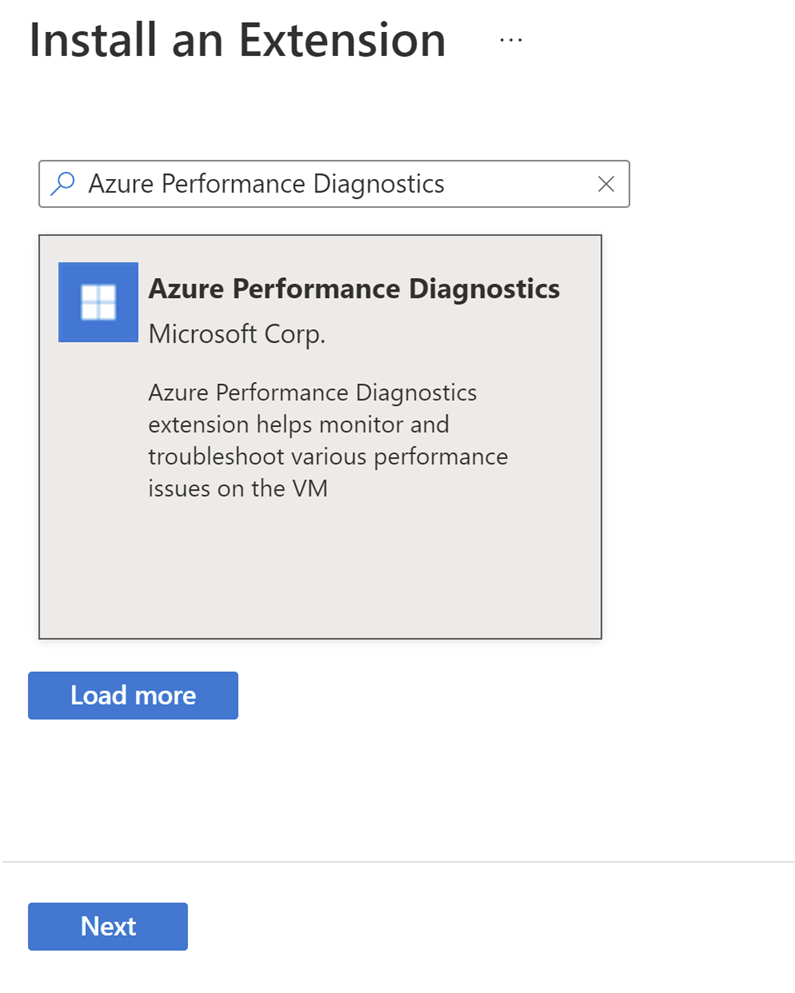 Install an Extension ...
Azure Performance Diagnostics
Azure Performance Diagnostics
Microsoft Corp.
Azure Performance Diagnostics
extension helps monitor and
troubleshoot various performance
issues on the VM
Load more
Next